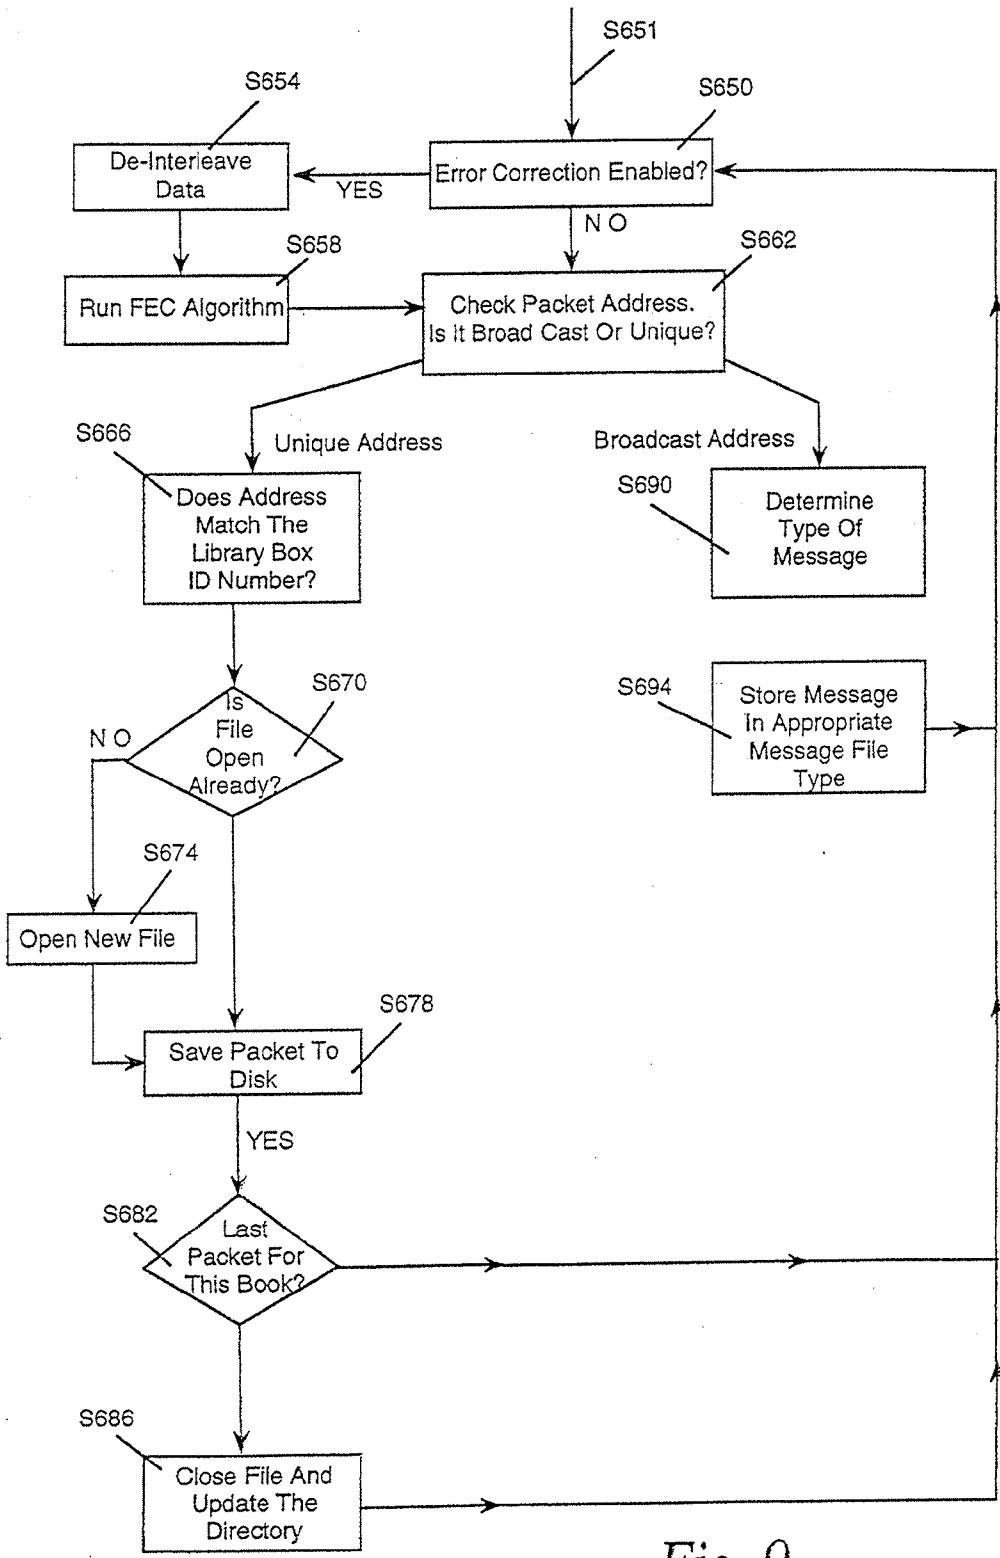 S651
S650
S654
De-Interleave
Data
YES
Error Correction Enabled?
N O
S658
Run FEC Algorithm
S662
Check Packet Address.
Is It Broad Cast Or Unique?
S666
Unique Address
Broadcast Address
Does Address
Match The
Library Box
ID Number?
S690
Determine
Type Of
Message
S670
Is
File
Open
Already?
N O
S694
Store Message
In Appropriate
Message File
Type
S674
Open New File
S678
Save Packet To
Disk
YES
S682
Last
Packet For
This Book?
S686
Close File And
Update The
Directory
Fig. 9